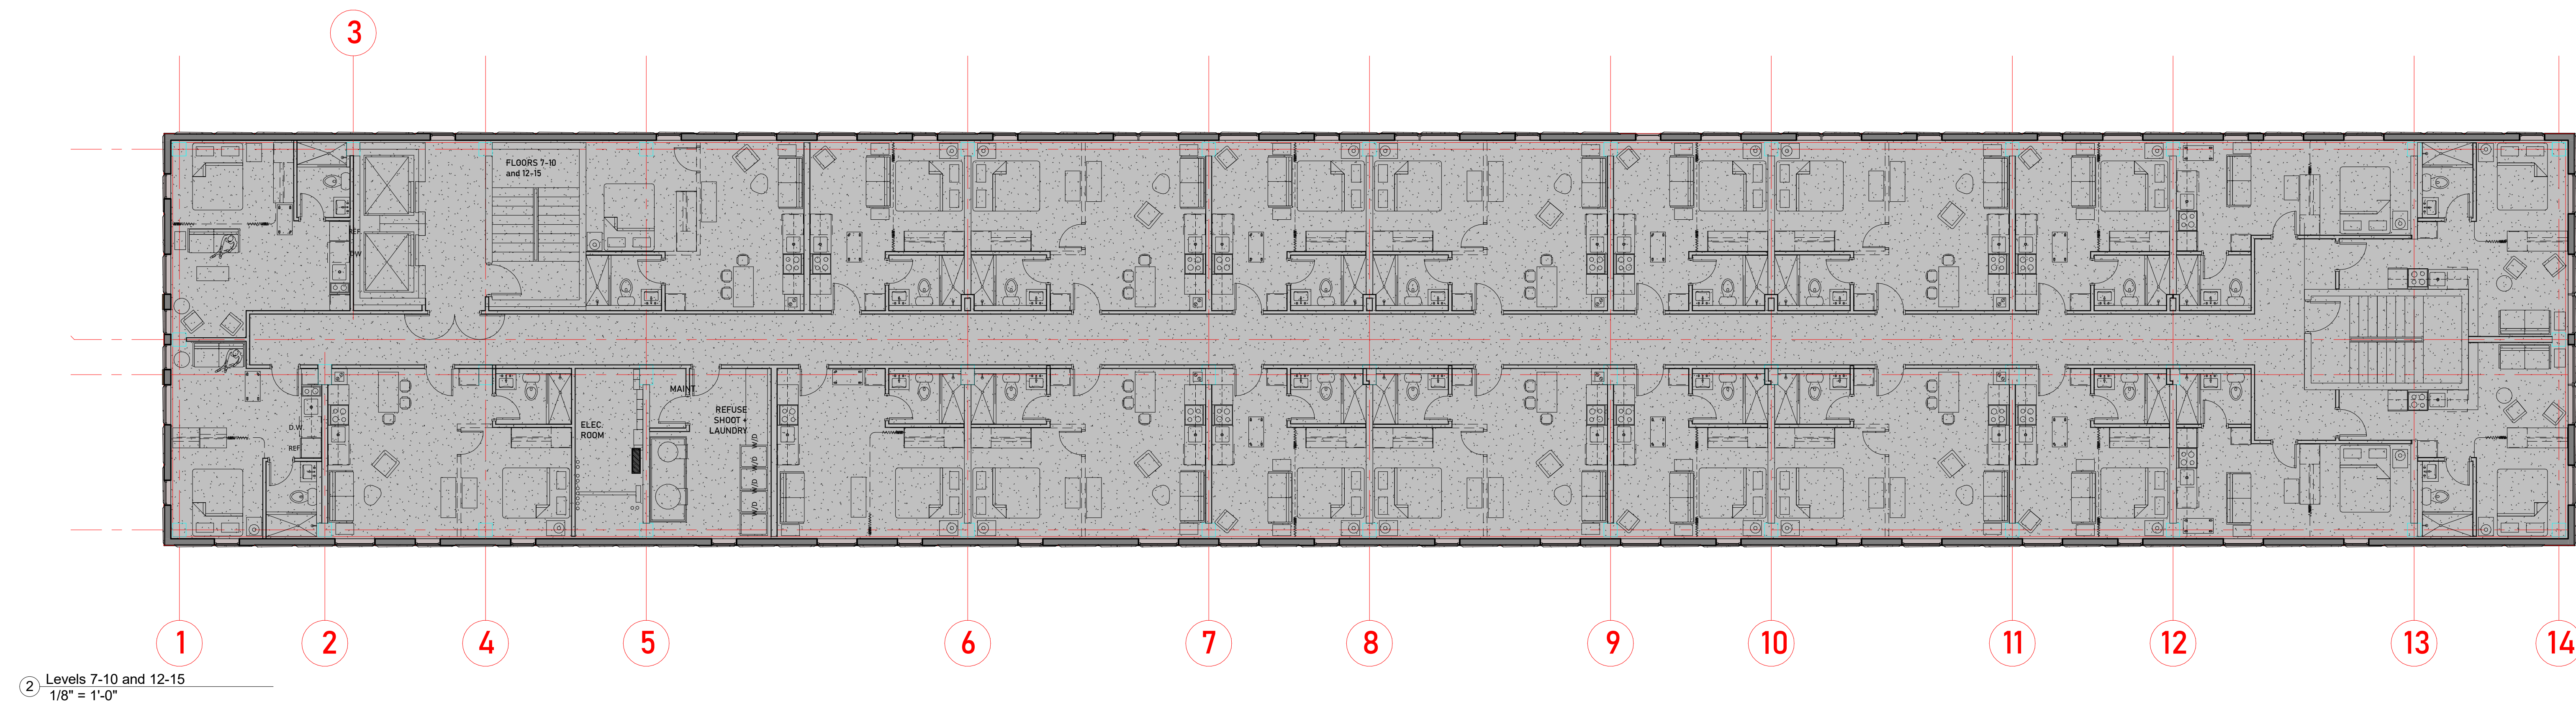 3
FLOORS 7-10
and 12-15
REF.
DW
MAINT.
REFUSE
SHOOT +
LAUNDRY
ELEC.
ROOM
D.W.
REF.
W/D
W/D
W/D
W/D
1
2
4
5
6
7
8
9
10
11
12
13
14
2
Levels 7-10 and 12-15
1/8" = 1'-0"